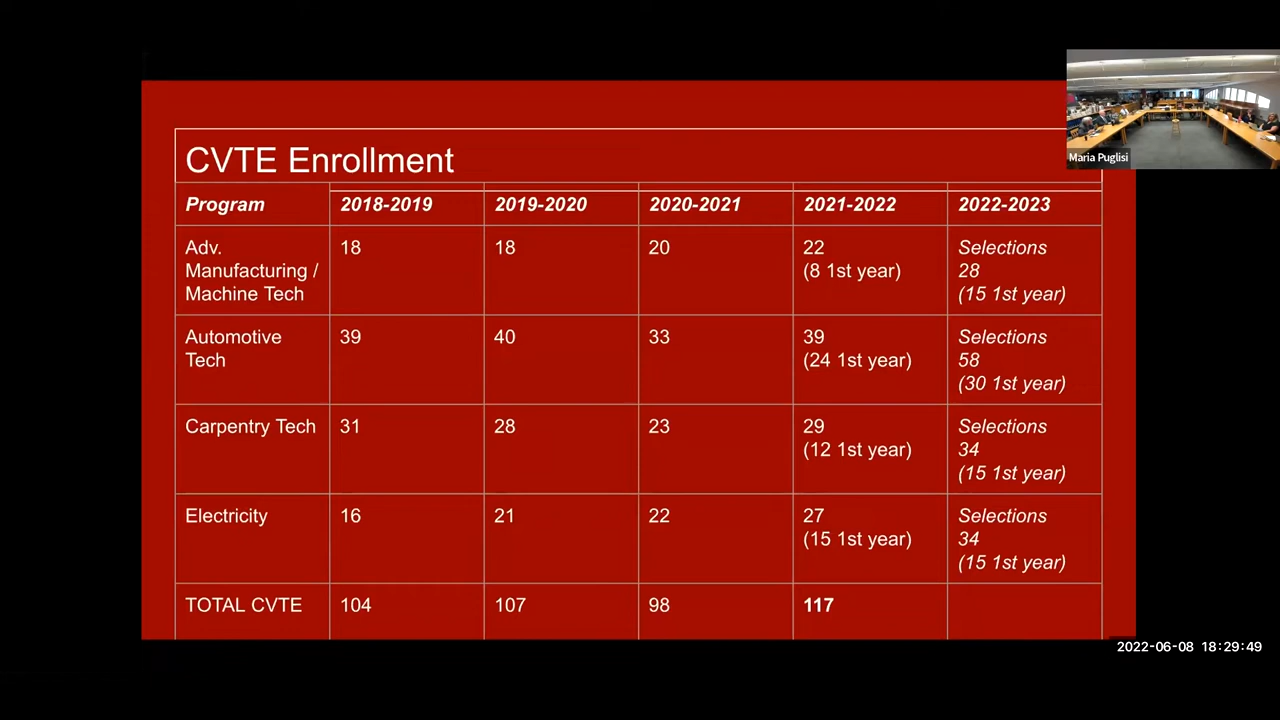 CVTE Enrollment
Program 2018-2019 2019-2020 2020-2021 2021-2022 2022-2023
Adv. Manufacturing / Machine Tech 18 18 20 22 (8 1st year) Selections 28 (15 1st year)
Automotive Tech 39 40 33 39 (24 1st year) Selections 58 (30 1st year)
Carpentry Tech 31 28 23 29 (12 1st year) Selections 34 (15 1st year)
Electricity 16 21 22 27 (15 1st year) Selections 34 (15 1st year)
TOTAL CVTE 104 107 98 117
Maria Puglisi
2022-06-08 18:29:49